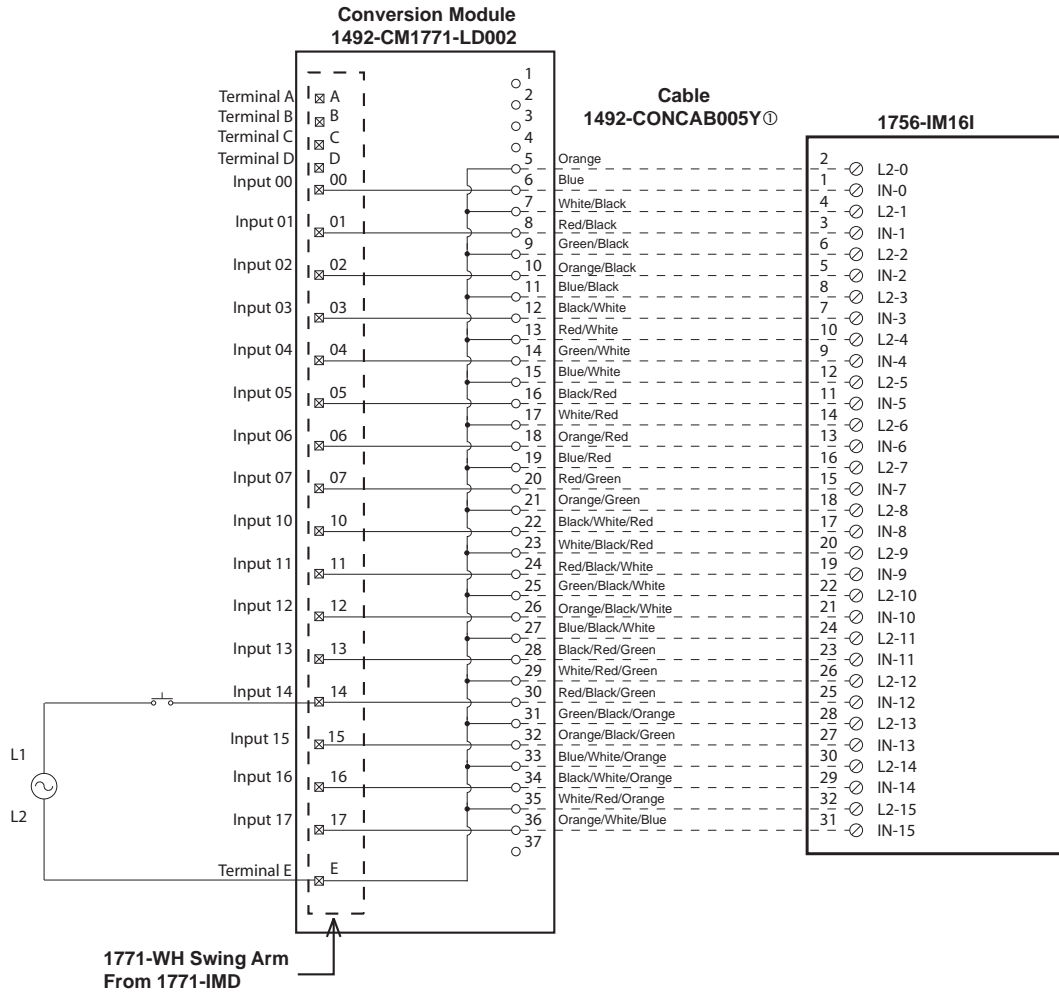 Conversion Module
1492-CM1771-LD002
Cable
1492-CONCAB005Y①
1756-IM16I
Terminal A A 1
Terminal B B 2
Terminal C C 3
Terminal D D 4
5 Orange 2 L2-0
Input 00 00 6 Blue 1 IN-0
7 White/Black 4 L2-1
Input 01 01 8 Red/Black 3 IN-1
9 Green/Black 6 L2-2
Input 02 02 10 Orange/Black 5 IN-2
11 Blue/Black 8 L2-3
Input 03 03 12 Black/White 7 IN-3
13 Red/White 10 L2-4
Input 04 04 14 Green/White 9 IN-4
15 Blue/White 12 L2-5
Input 05 05 16 Black/Red 11 IN-5
17 White/Red 14 L2-6
Input 06 06 18 Orange/Red 13 IN-6
19 Blue/Red 16 L2-7
Input 07 07 20 Red/Green 15 IN-7
21 Orange/Green 18 L2-8
Input 10 10 22 Black/White/Red 17 IN-8
23 White/Black/Red 20 L2-9
Input 11 11 24 Red/Black/White 19 IN-9
25 Green/Black/White 22 L2-10
Input 12 12 26 Orange/Black/White 21 IN-10
27 Blue/Black/White 24 L2-11
Input 13 13 28 Black/Red/Green 23 IN-11
29 White/Red/Green 26 L2-12
Input 14 14 30 Red/Black/Green 25 IN-12
31 Green/Black/Orange 28 L2-13
Input 15 15 32 Orange/Black/Green 27 IN-13
33 Blue/White/Orange 30 L2-14
Input 16 16 34 Black/White/Orange 29 IN-14
35 White/Red/Orange 32 L2-15
Input 17 17 36 Orange/White/Blue 31 IN-15
37
L1
L2
Terminal E E
1771-WH Swing Arm
From 1771-IMD